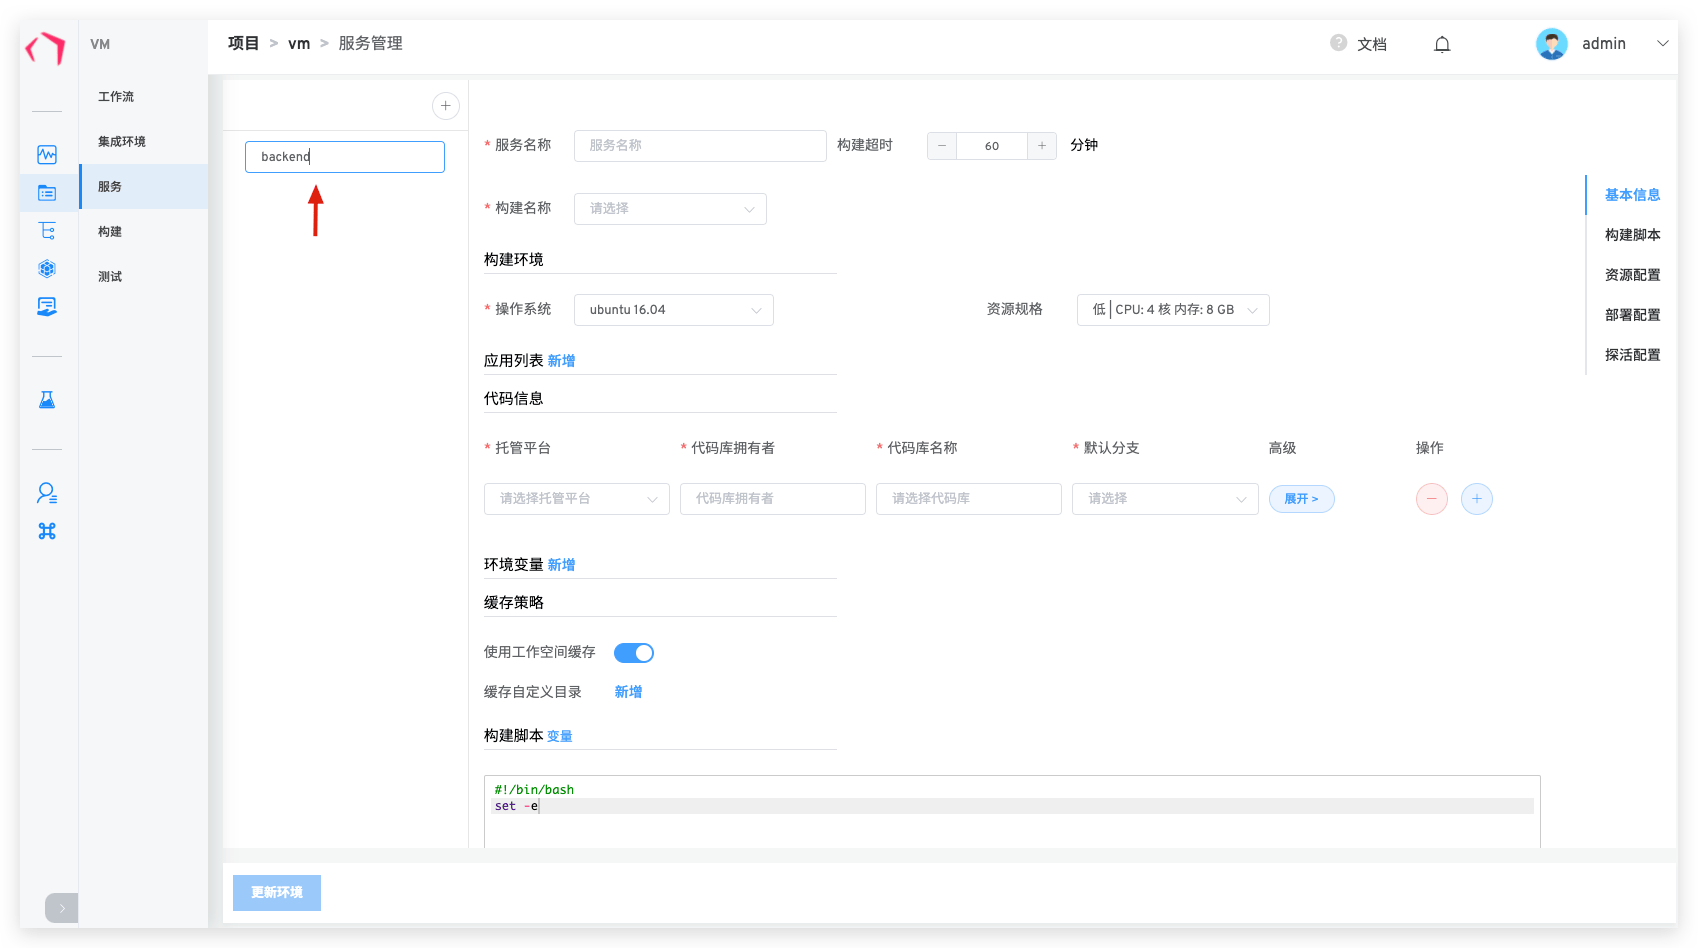 VM
项目 > vm > 服务管理
? 文档
admin
工作流
集成环境
服务
构建
测试
backend
* 服务名称 服务名称 构建超时 − 60 + 分钟
* 构建名称 请选择
构建环境
* 操作系统 ubuntu 16.04 资源规格 低 | CPU: 4 核 内存: 8 GB
应用列表 新增
代码信息
* 托管平台 * 代码库拥有者 * 代码库名称 * 默认分支 高级 操作
请选择托管平台 代码库拥有者 请选择代码库 请选择 展开 >
环境变量 新增
缓存策略
使用工作空间缓存
缓存自定义目录 新增
构建脚本 变量
#!/bin/bash
set -e
基本信息
构建脚本
资源配置
部署配置
探活配置
更新环境